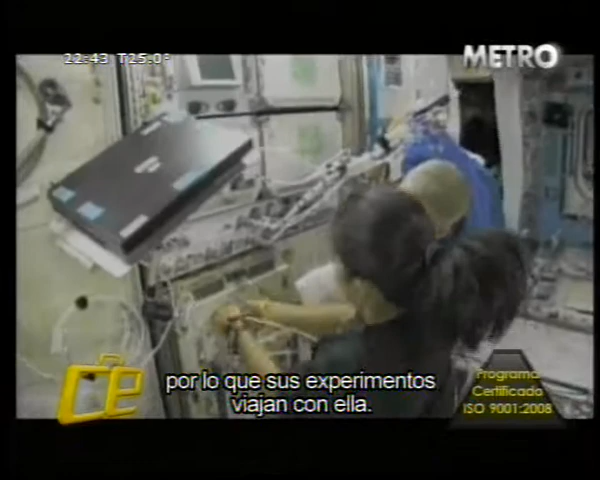 22:43 T25.0°
METRO
por lo que sus experimentos
viajan con ella.
ce
Programa
Certificado
ISO 9001:2008